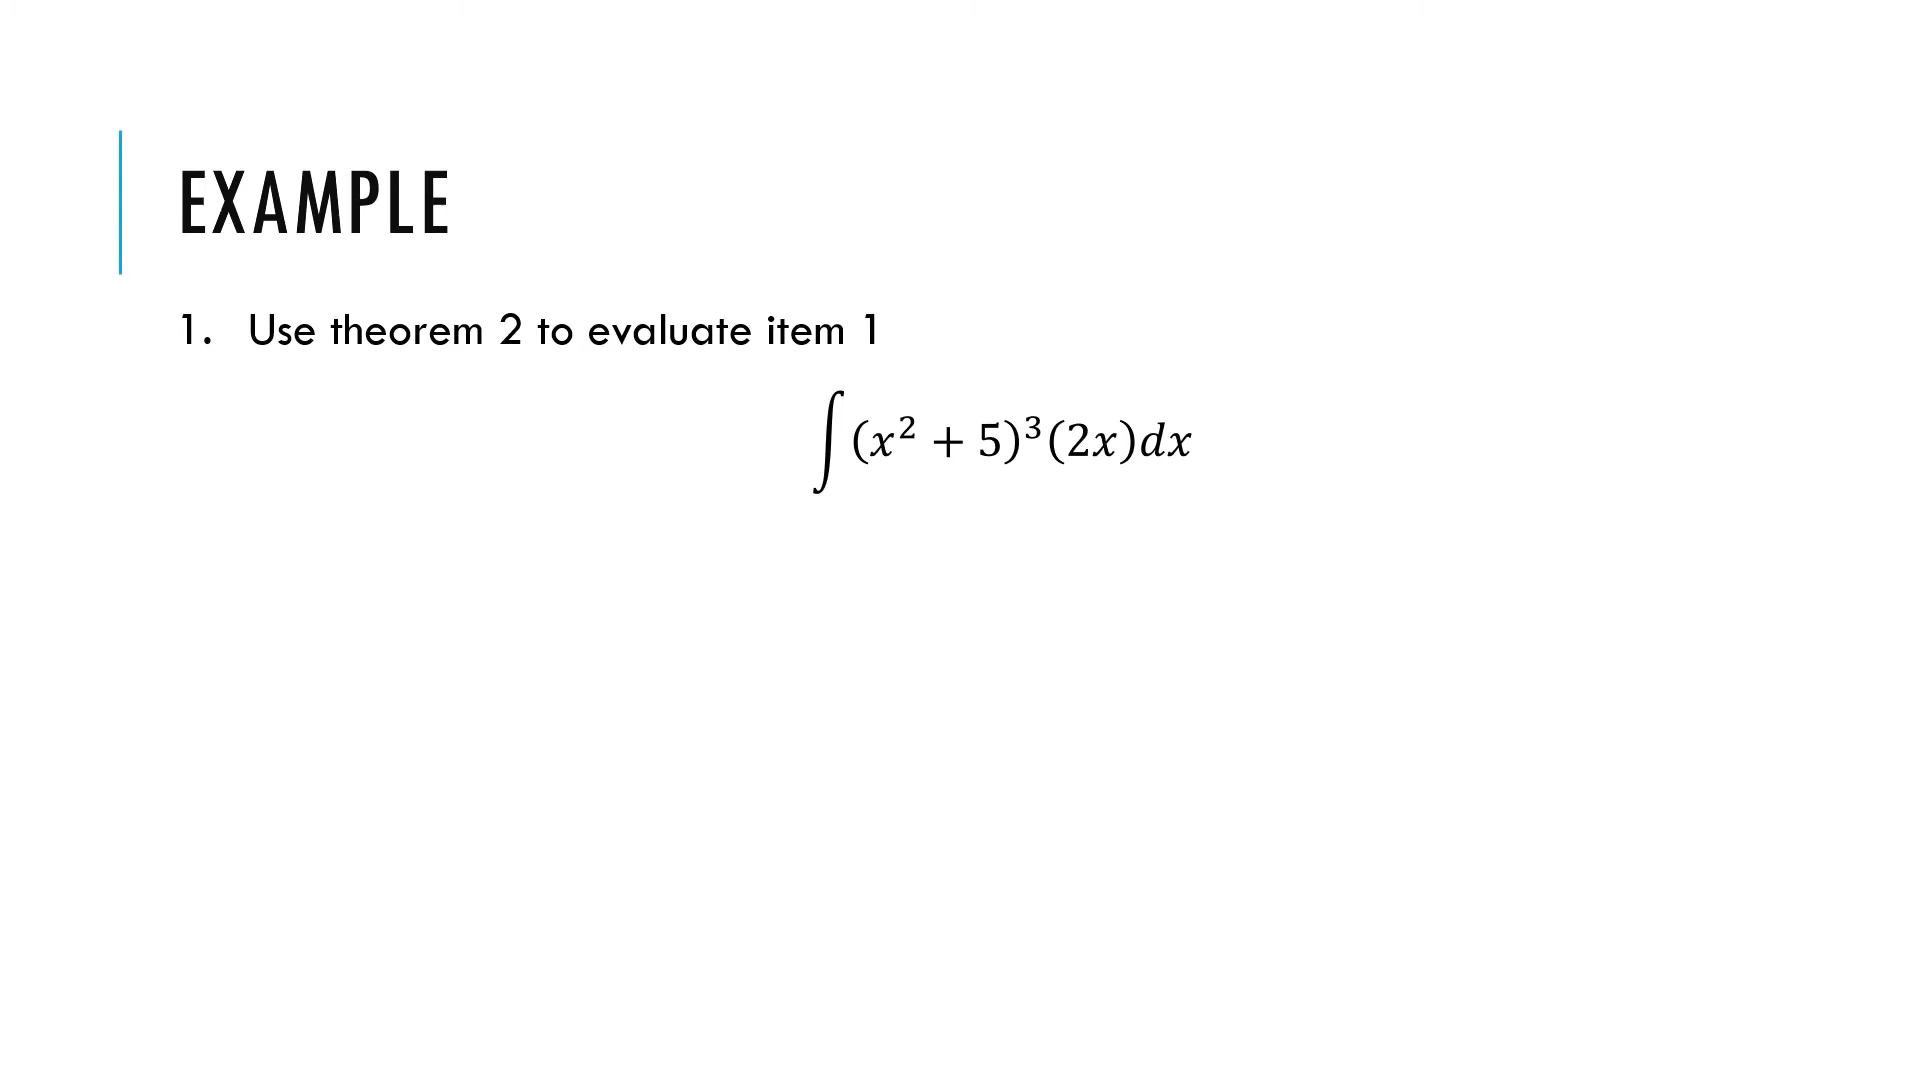 EXAMPLE
1. Use theorem 2 to evaluate item 1
∫(x² + 5)³(2x)dx